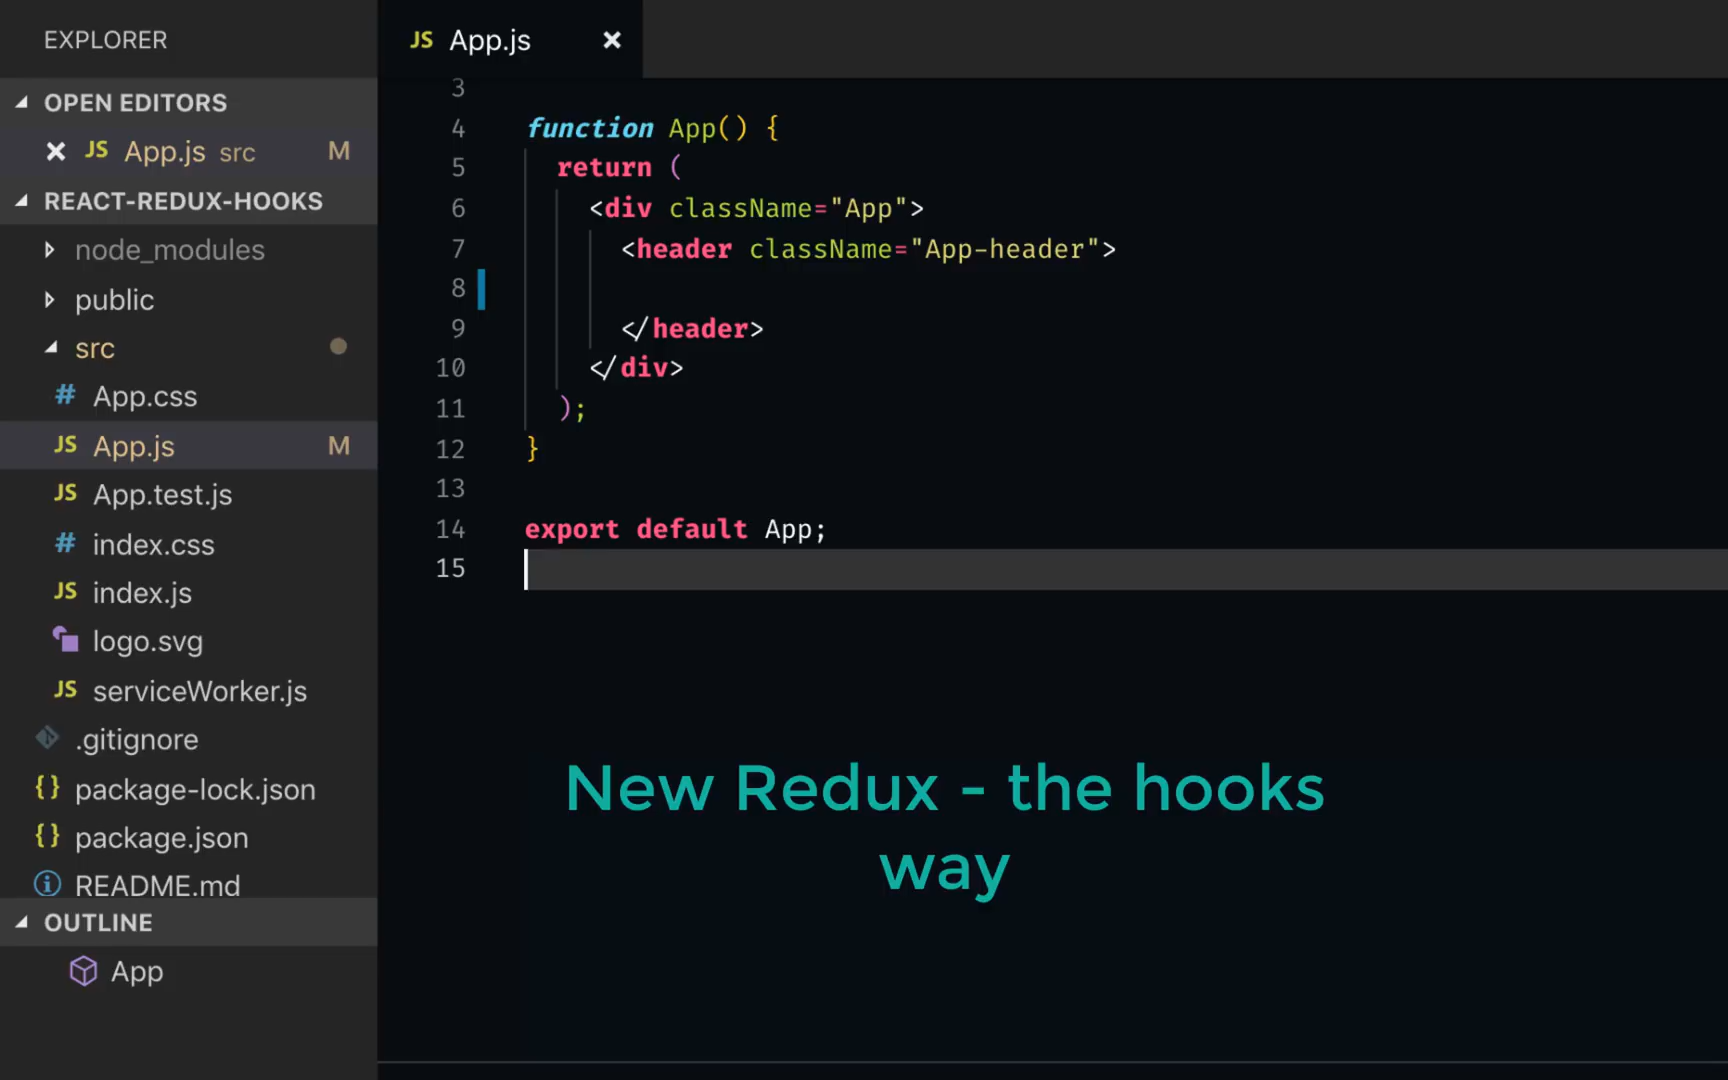 EXPLORER
OPEN EDITORS
JS App.js src M
REACT-REDUX-HOOKS
node_modules
public
src
# App.css
JS App.js M
JS App.test.js
# index.css
JS index.js
logo.svg
JS serviceWorker.js
.gitignore
{} package-lock.json
{} package.json
README.md
OUTLINE
App
JS App.js
3
4 function App() {
5 return (
6 <div className="App">
7 <header className="App-header">
8
9 </header>
10 </div>
11 );
12 }
13
14 export default App;
15
New Redux - the hooks
way